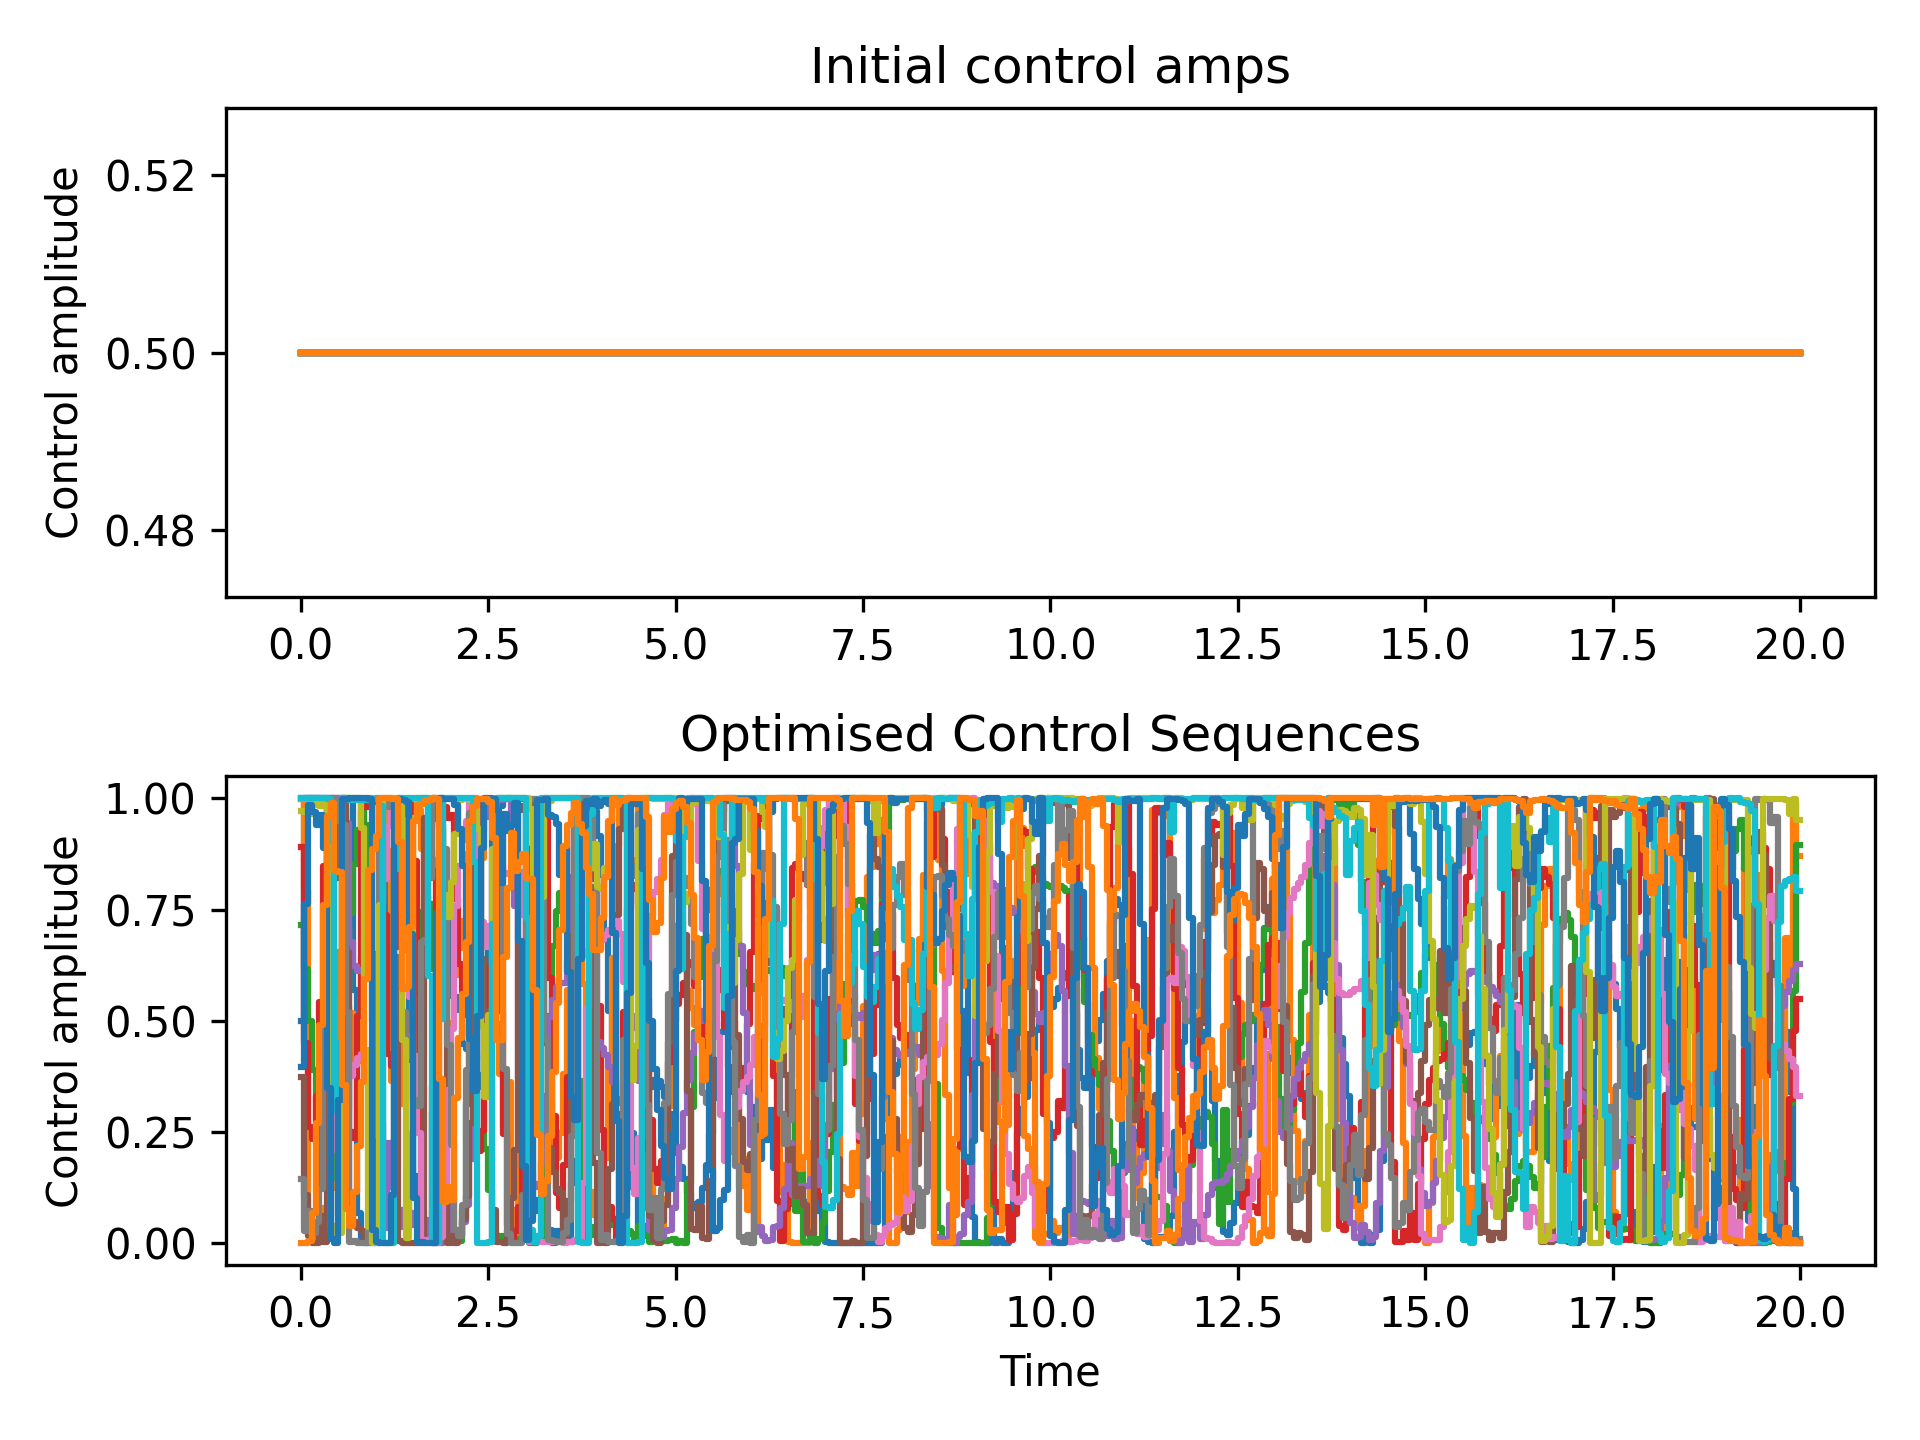 Initial control amps
Control amplitude
0.52
0.50
0.48
0.0 2.5 5.0 7.5 10.0 12.5 15.0 17.5 20.0
Optimised Control Sequences
Control amplitude
1.00
0.75
0.50
0.25
0.00
0.0 2.5 5.0 7.5 10.0 12.5 15.0 17.5 20.0
Time